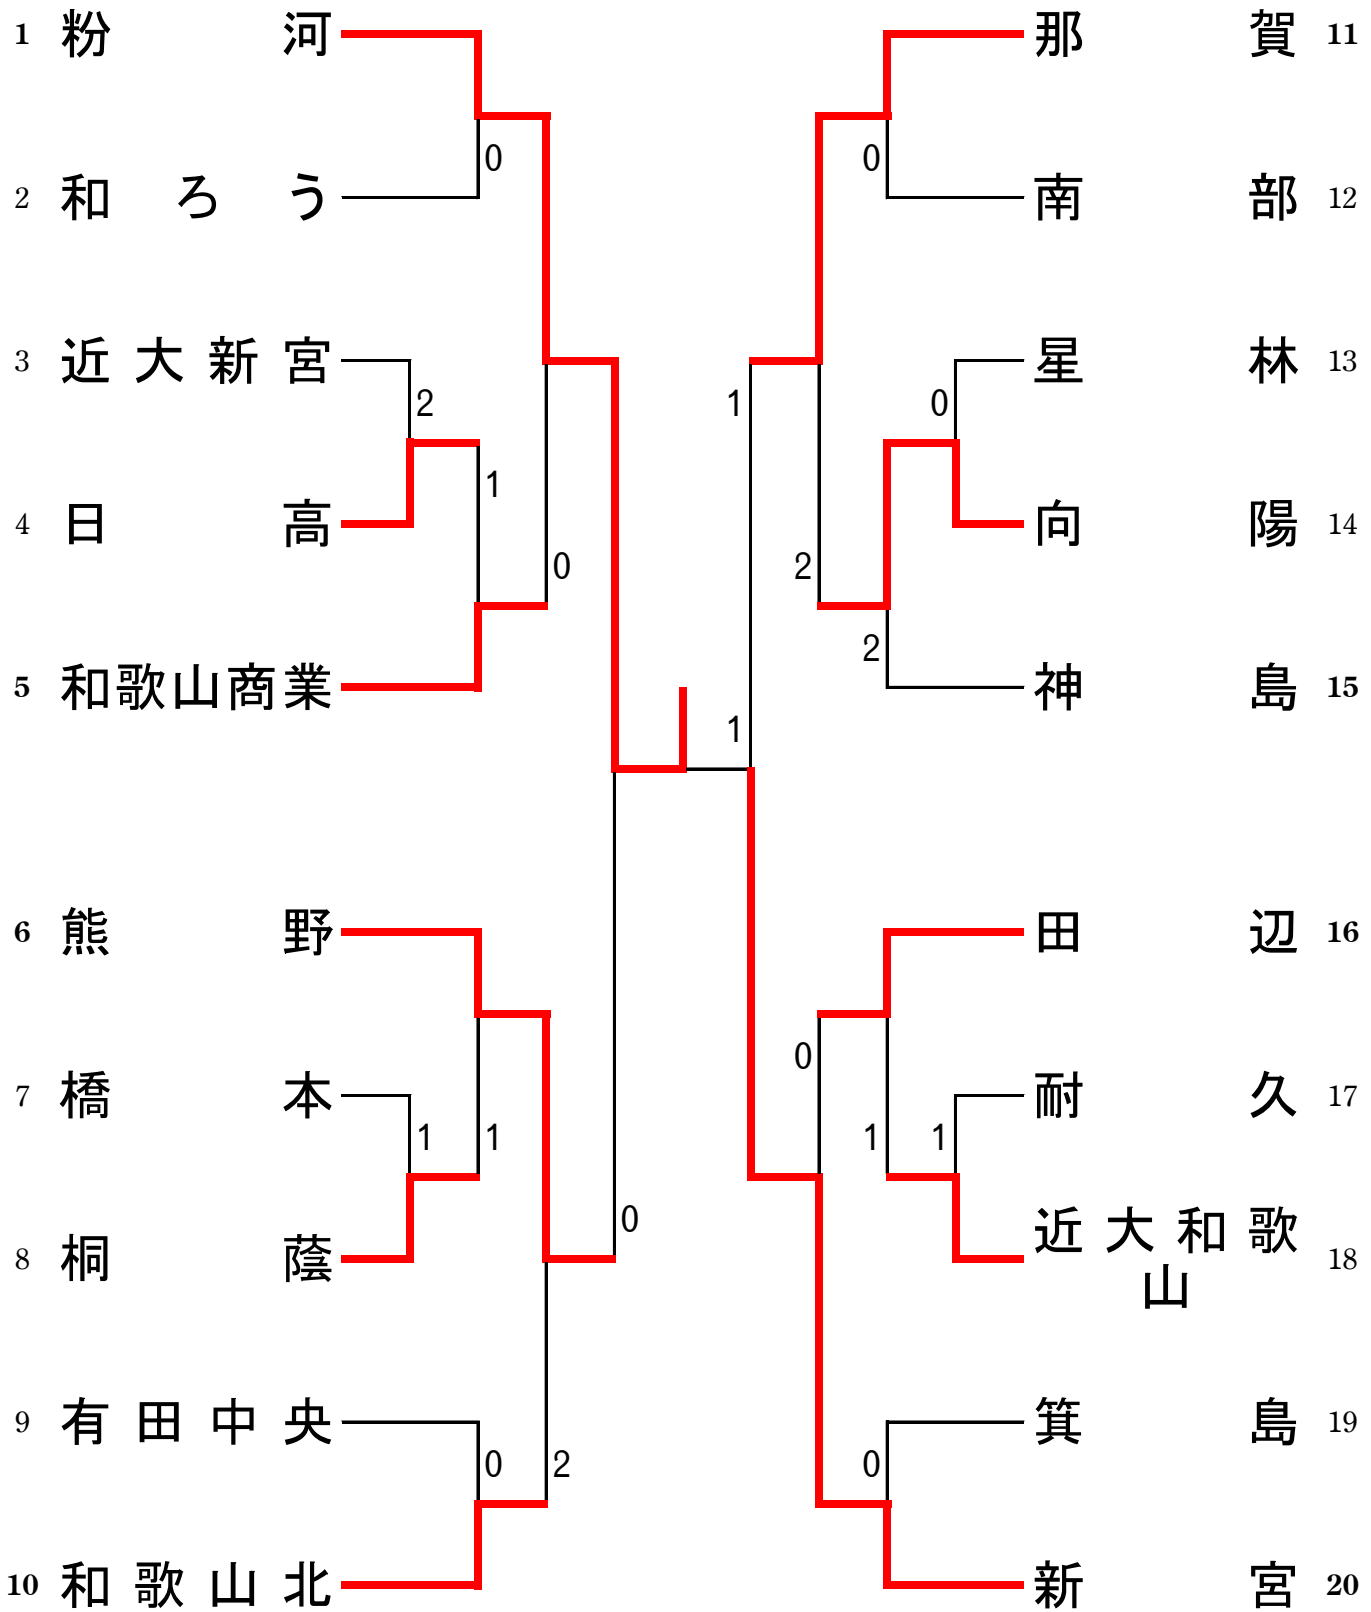 1 粉河
0
2 和ろう
3 近大新宮
2
4 日高
1
0
5 和歌山商業
6 熊野
7 橋本
1
1
8 桐蔭
0
9 有田中央
0
2
10 和歌山北
那賀 11
0
南部 12
星林 13
1
0
向陽 14
2
2
神島 15
1
田辺 16
0
耐久 17
1
1
近大和歌山 18
箕島 19
0
新宮 20